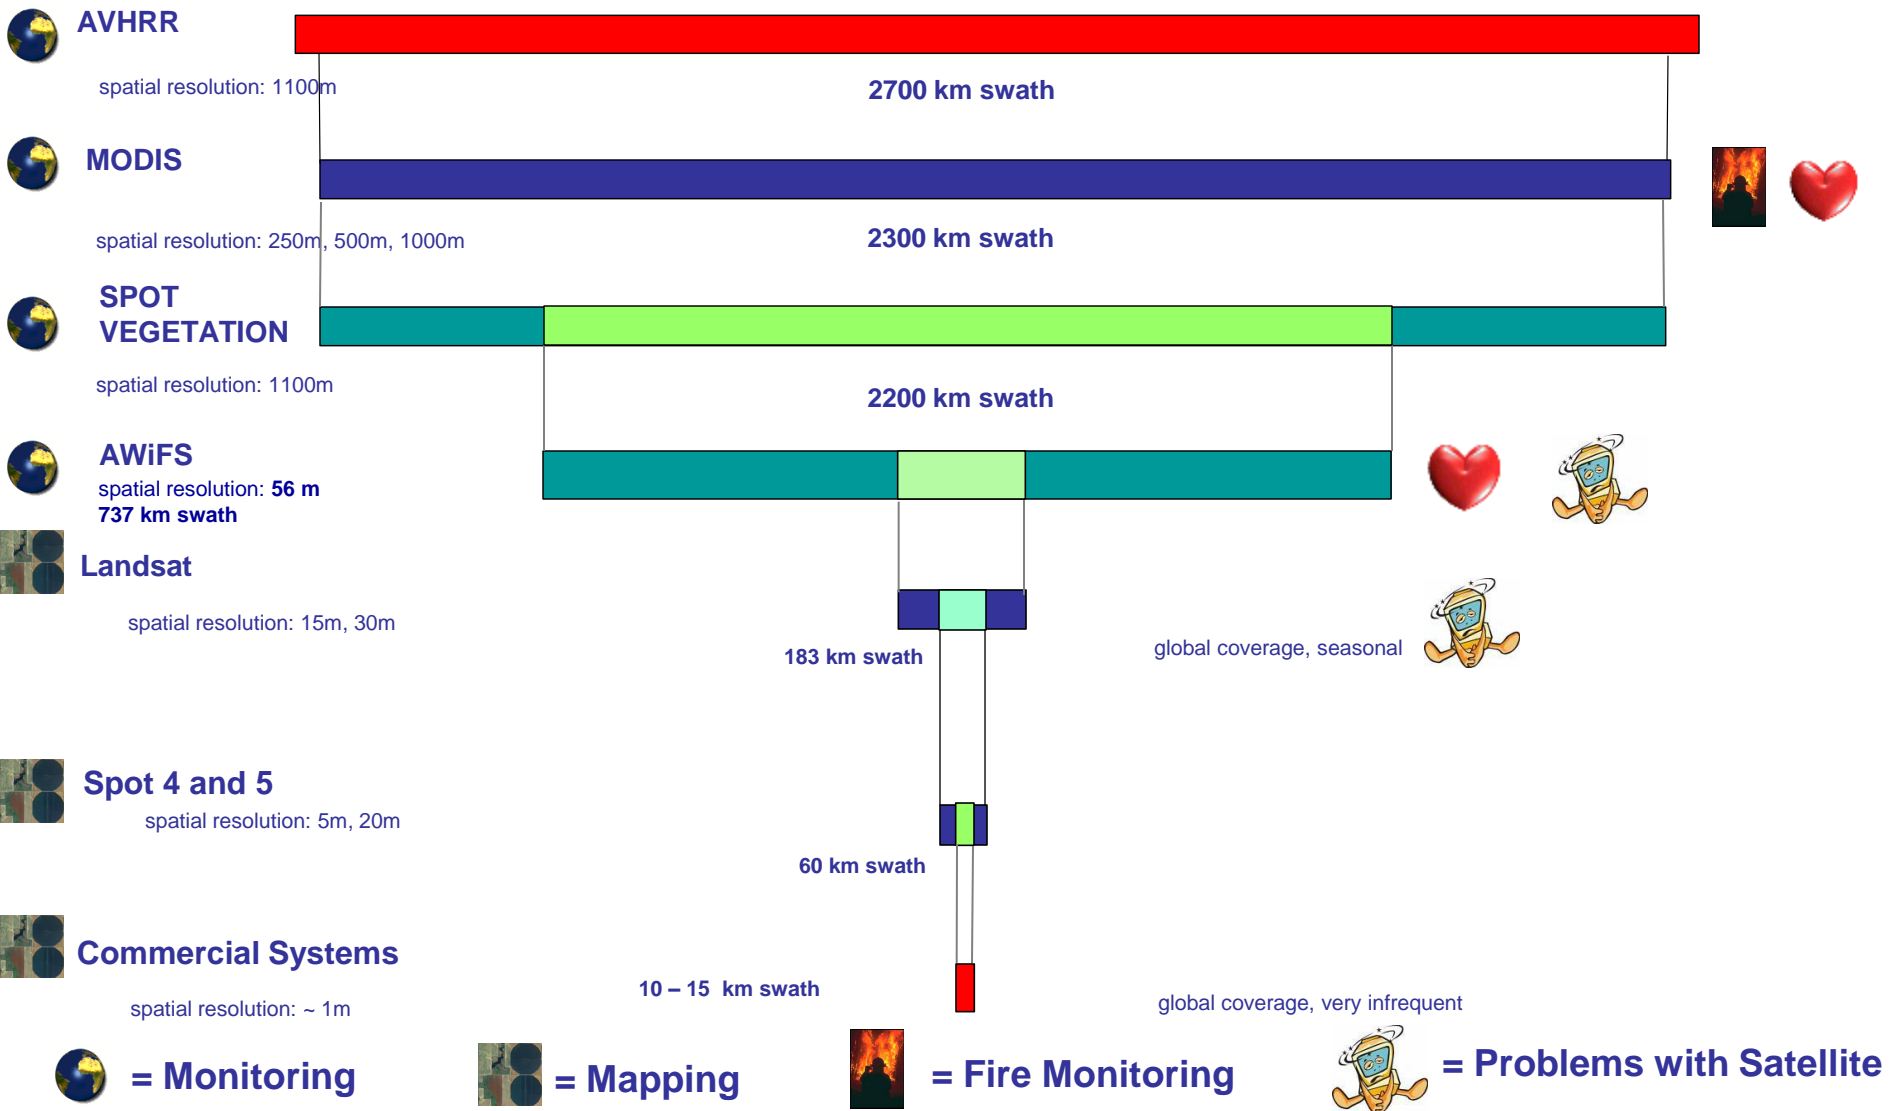 AVHRR
spatial resolution: 1100m
2700 km swath
MODIS
spatial resolution: 250m, 500m, 1000m
2300 km swath
SPOT
VEGETATION
spatial resolution: 1100m
2200 km swath
AWiFS
spatial resolution: 56 m
737 km swath
Landsat
spatial resolution: 15m, 30m
183 km swath
global coverage, seasonal
Spot 4 and 5
spatial resolution: 5m, 20m
60 km swath
Commercial Systems
spatial resolution: ~ 1m
10 – 15 km swath
global coverage, very infrequent
= Monitoring
= Mapping
= Fire Monitoring
= Problems with Satellite